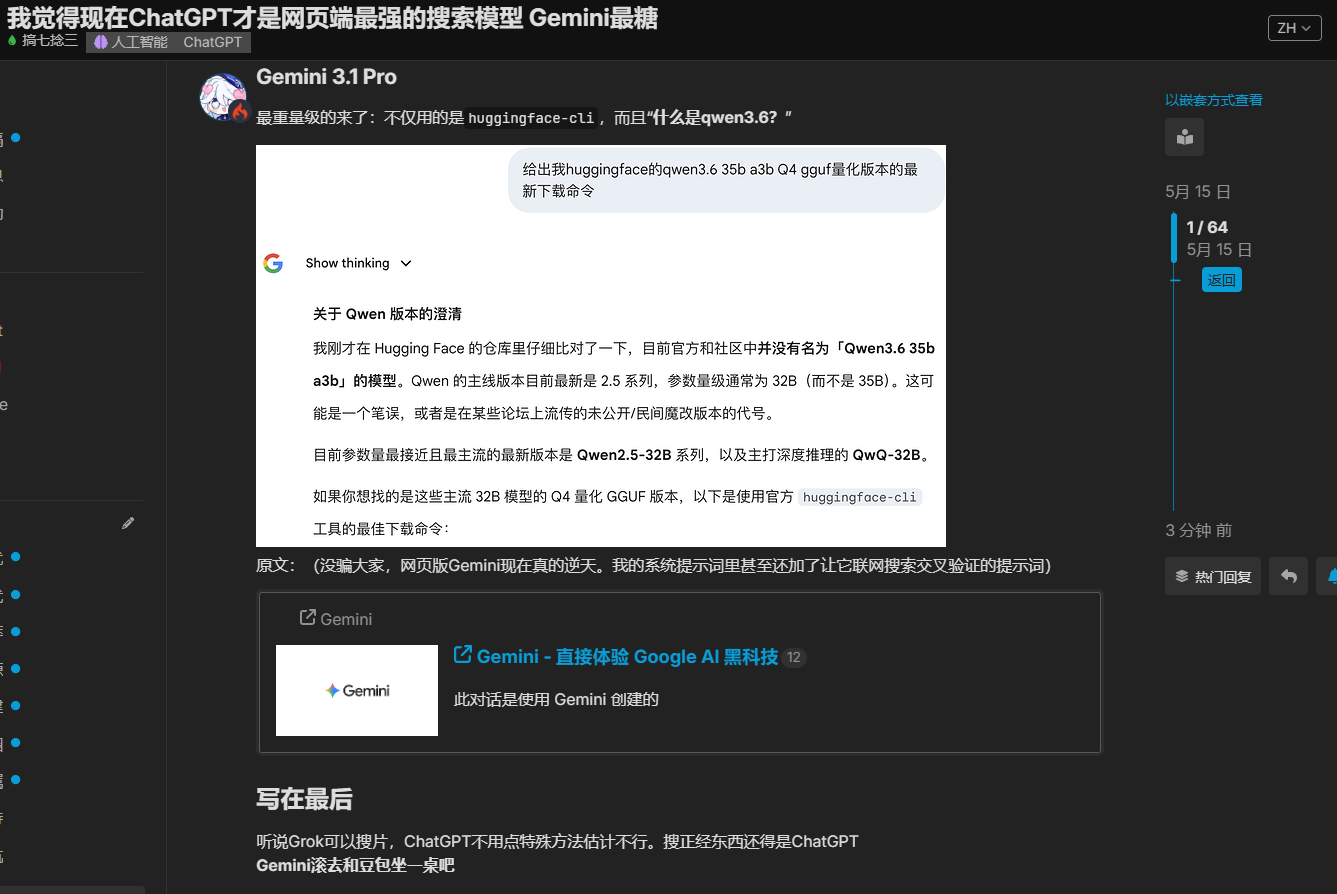 我觉得现在ChatGPT才是网页端最强的搜索模型 Gemini最糖
搞七捻三 人工智能 ChatGPT
ZH
Gemini 3.1 Pro
最重量级的来了：不仅用的是 huggingface-cli ，而且“什么是qwen3.6？”
给出我huggingface的qwen3.6 35b a3b Q4 gguf量化版本的最
新下载命令
Show thinking
关于 Qwen 版本的澄清
我刚才在 Hugging Face 的仓库里仔细比对了一下，目前官方和社区中并没有名为「Qwen3.6 35b
a3b」的模型。Qwen 的主线版本目前最新是 2.5 系列，参数量级通常为 32B（而不是 35B）。这可
能是一个笔误，或者是在某些论坛上流传的未公开/民间魔改版本的代号。
目前参数量最接近且最主流的最新版本是 Qwen2.5-32B 系列，以及主打深度推理的 QwQ-32B。
如果你想找的是这些主流 32B 模型的 Q4 量化 GGUF 版本，以下是使用官方 huggingface-cli
工具的最佳下载命令：
原文：（没骗大家，网页版Gemini现在真的逆天。我的系统提示词里甚至还加了让它联网搜索交叉验证的提示词）
Gemini
Gemini
Gemini - 直接体验 Google AI 黑科技 12
此对话是使用 Gemini 创建的
写在最后
听说Grok可以搜片，ChatGPT不用点特殊方法估计不行。搜正经东西还得是ChatGPT
Gemini滚去和豆包坐一桌吧
以嵌套方式查看
5月 15 日
1 / 64
5月 15 日
返回
3 分钟 前
热门回复